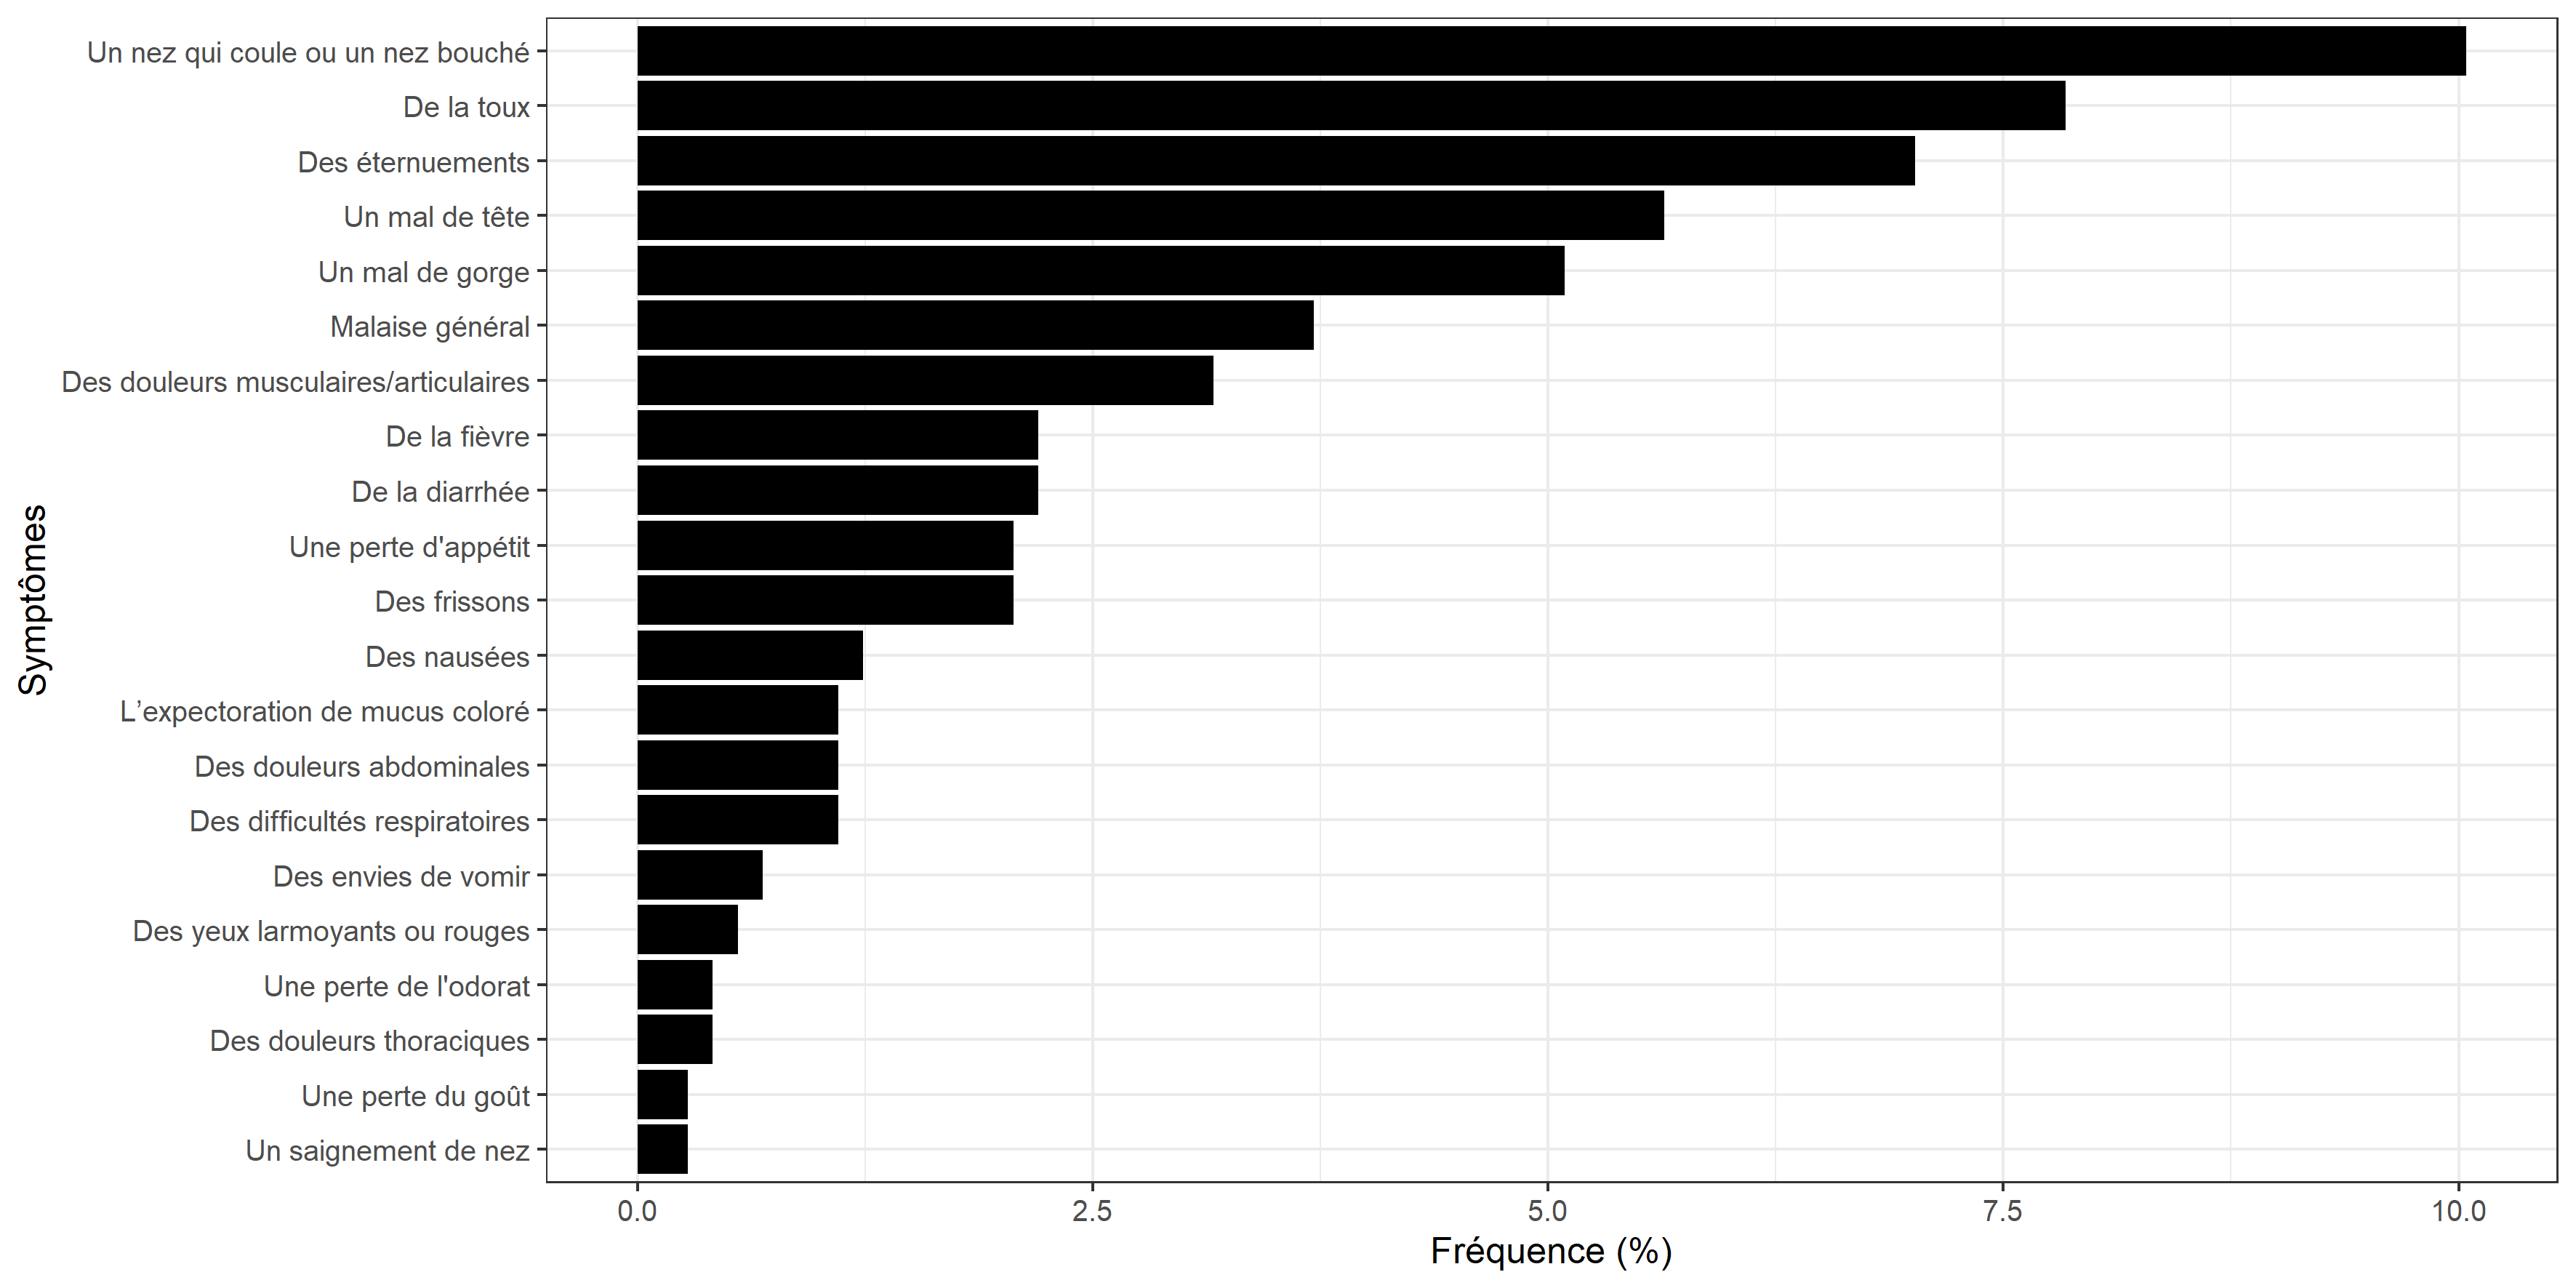 Symptômes
Un nez qui coule ou un nez bouché
De la toux
Des éternuements
Un mal de tête
Un mal de gorge
Malaise général
Des douleurs musculaires/articulaires
De la fièvre
De la diarrhée
Une perte d'appétit
Des frissons
Des nausées
L’expectoration de mucus coloré
Des douleurs abdominales
Des difficultés respiratoires
Des envies de vomir
Des yeux larmoyants ou rouges
Une perte de l'odorat
Des douleurs thoraciques
Une perte du goût
Un saignement de nez
0.0 2.5 5.0 7.5 10.0
Fréquence (%)